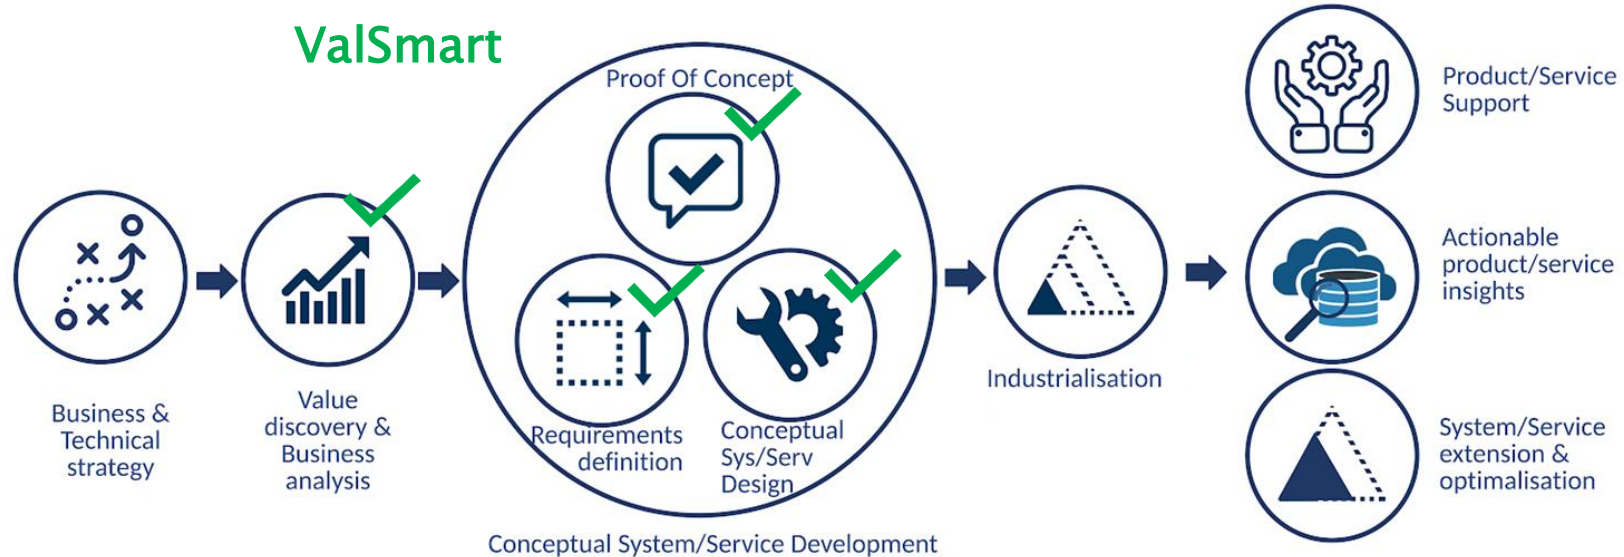 ValSmart
Business &
Technical
strategy
Value
discovery &
Business
analysis
Proof Of Concept
Requirements
definition
Conceptual
Sys/Serv
Design
Conceptual System/Service Development
Industrialisation
Product/Service
Support
Actionable
product/service
insights
System/Service
extension &
optimalisation